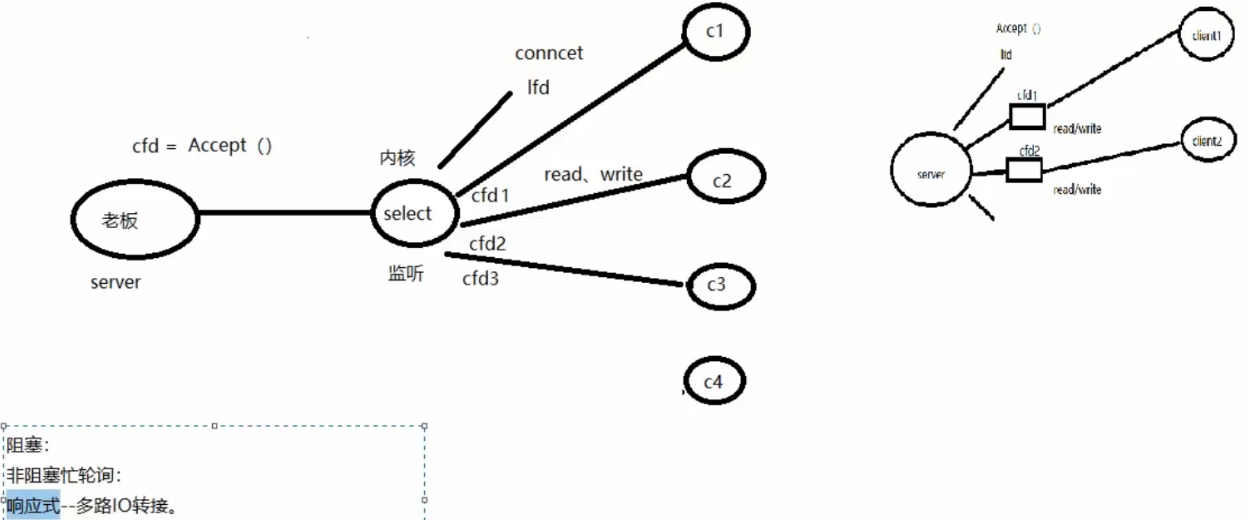 c1
conncet
lfd
cfd = Accept ()
内核
老板
select
cfd1
read、write
c2
cfd2
server
监听
cfd3
c3
c4
阻塞：
非阻塞忙轮询：
响应式--多路IO转接。
Accept ()
lfd
client1
cfd1
read/write
cfd2
client2
server
read/write